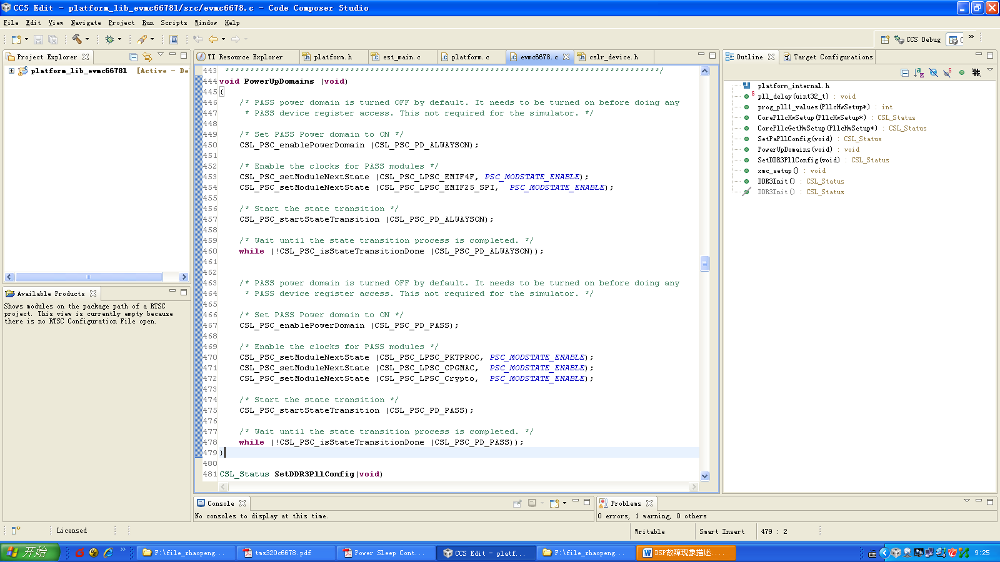 CCS Edit - platform_lib_evmc6678l/src/evmc6678.c - Code Composer Studio
File Edit View Navigate Project Run Scripts Window Help
CCS Debug
Project Explorer
platform_lib_evmc6678l [Active - De
Available Products
Shows modules on the package path of a RTSC
project. This view is currently empty because
there is no RTSC Configuration File open.
TI Resource Explorer platform.h est_main.c platform.c evmc6678.c cslr_device.h
443 ***************************************************************************************/
444 void PowerUpDomains (void)
445 {
446 /* PASS power domain is turned OFF by default. It needs to be turned on before doing any
447 * PASS device register access. This not required for the simulator. */
448
449 /* Set PASS Power domain to ON */
450 CSL_PSC_enablePowerDomain (CSL_PSC_PD_ALWAYSON);
451
452 /* Enable the clocks for PASS modules */
453 CSL_PSC_setModuleNextState (CSL_PSC_LPSC_EMIF4F, PSC_MODSTATE_ENABLE);
454 CSL_PSC_setModuleNextState (CSL_PSC_LPSC_EMIF25_SPI, PSC_MODSTATE_ENABLE);
455
456 /* Start the state transition */
457 CSL_PSC_startStateTransition (CSL_PSC_PD_ALWAYSON);
458
459 /* Wait until the state transition process is completed. */
460 while (!CSL_PSC_isStateTransitionDone (CSL_PSC_PD_ALWAYSON));
461
462
463 /* PASS power domain is turned OFF by default. It needs to be turned on before doing any
464 * PASS device register access. This not required for the simulator. */
465
466 /* Set PASS Power domain to ON */
467 CSL_PSC_enablePowerDomain (CSL_PSC_PD_PASS);
468
469 /* Enable the clocks for PASS modules */
470 CSL_PSC_setModuleNextState (CSL_PSC_LPSC_PKTPROC, PSC_MODSTATE_ENABLE);
471 CSL_PSC_setModuleNextState (CSL_PSC_LPSC_CPGMAC, PSC_MODSTATE_ENABLE);
472 CSL_PSC_setModuleNextState (CSL_PSC_LPSC_Crypto, PSC_MODSTATE_ENABLE);
473
474 /* Start the state transition */
475 CSL_PSC_startStateTransition (CSL_PSC_PD_PASS);
476
477 /* Wait until the state transition process is completed. */
478 while (!CSL_PSC_isStateTransitionDone (CSL_PSC_PD_PASS));
479 }
480
481 CSL_Status SetDDR3PllConfig(void)
Outline Target Configurations
platform_internal.h
pll_delay(uint32_t) : void
prog_pll1_values(PllcHwSetup*) : int
CorePllcHwSetup(PllcHwSetup*) : CSL_Status
CorePllcGetHwSetup(PllcHwSetup*) : CSL_Status
SetPaPllConfig(void) : CSL_Status
PowerUpDomains(void) : void
SetDDR3PllConfig(void) : CSL_Status
xmc_setup() : void
DDR3Init() : CSL_Status
DDR3Init() : CSL_Status
Console
No consoles to display at this time.
Problems
0 errors, 1 warning, 0 others
Licensed
Writable Smart Insert 479 : 2
开始 F:\file_zhaopeng... tms320c6678.pdf Power Sleep Cont... CCS Edit - platf... F:\file_zhaopeng... DSP故障现象描述.... 9:25